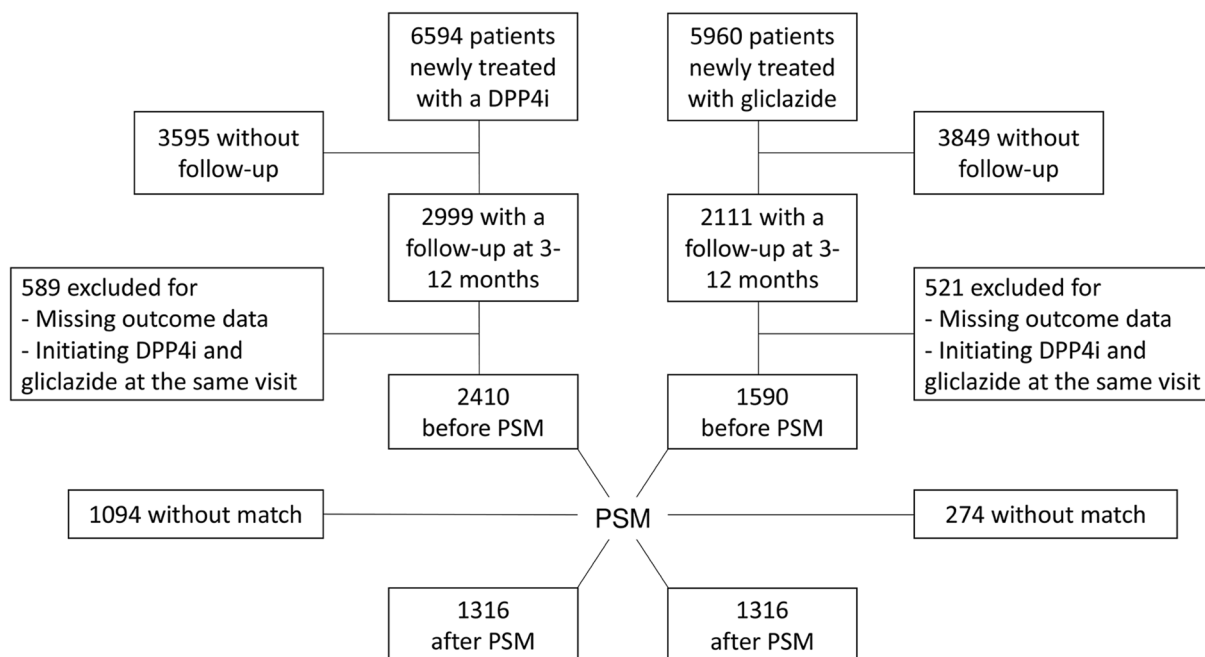 6594 patients
newly treated
with a DPP4i
5960 patients
newly treated
with gliclazide
3595 without
follow-up
3849 without
follow-up
2999 with a
follow-up at 3-
12 months
2111 with a
follow-up at 3-
12 months
589 excluded for
- Missing outcome data
- Initiating DPP4i and
gliclazide at the same visit
521 excluded for
- Missing outcome data
- Initiating DPP4i and
gliclazide at the same visit
2410
before PSM
1590
before PSM
1094 without match
PSM
274 without match
1316
after PSM
1316
after PSM